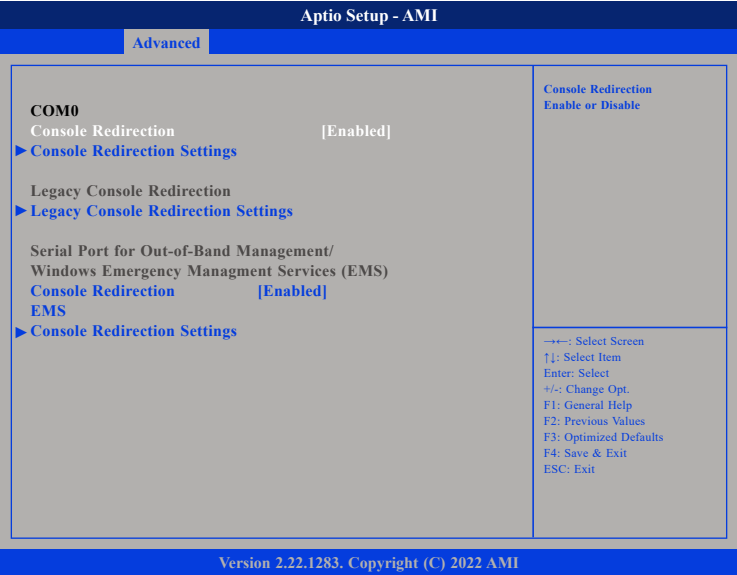 Aptio Setup - AMI
Advanced
COM0
Console Redirection [Enabled]
► Console Redirection Settings
Legacy Console Redirection
► Legacy Console Redirection Settings
Serial Port for Out-of-Band Management/
Windows Emergency Managment Services (EMS)
Console Redirection [Enabled]
EMS
► Console Redirection Settings
Console Redirection
Enable or Disable
→←: Select Screen
↑↓: Select Item
Enter: Select
+/-: Change Opt.
F1: General Help
F2: Previous Values
F3: Optimized Defaults
F4: Save & Exit
ESC: Exit
Version 2.22.1283. Copyright (C) 2022 AMI